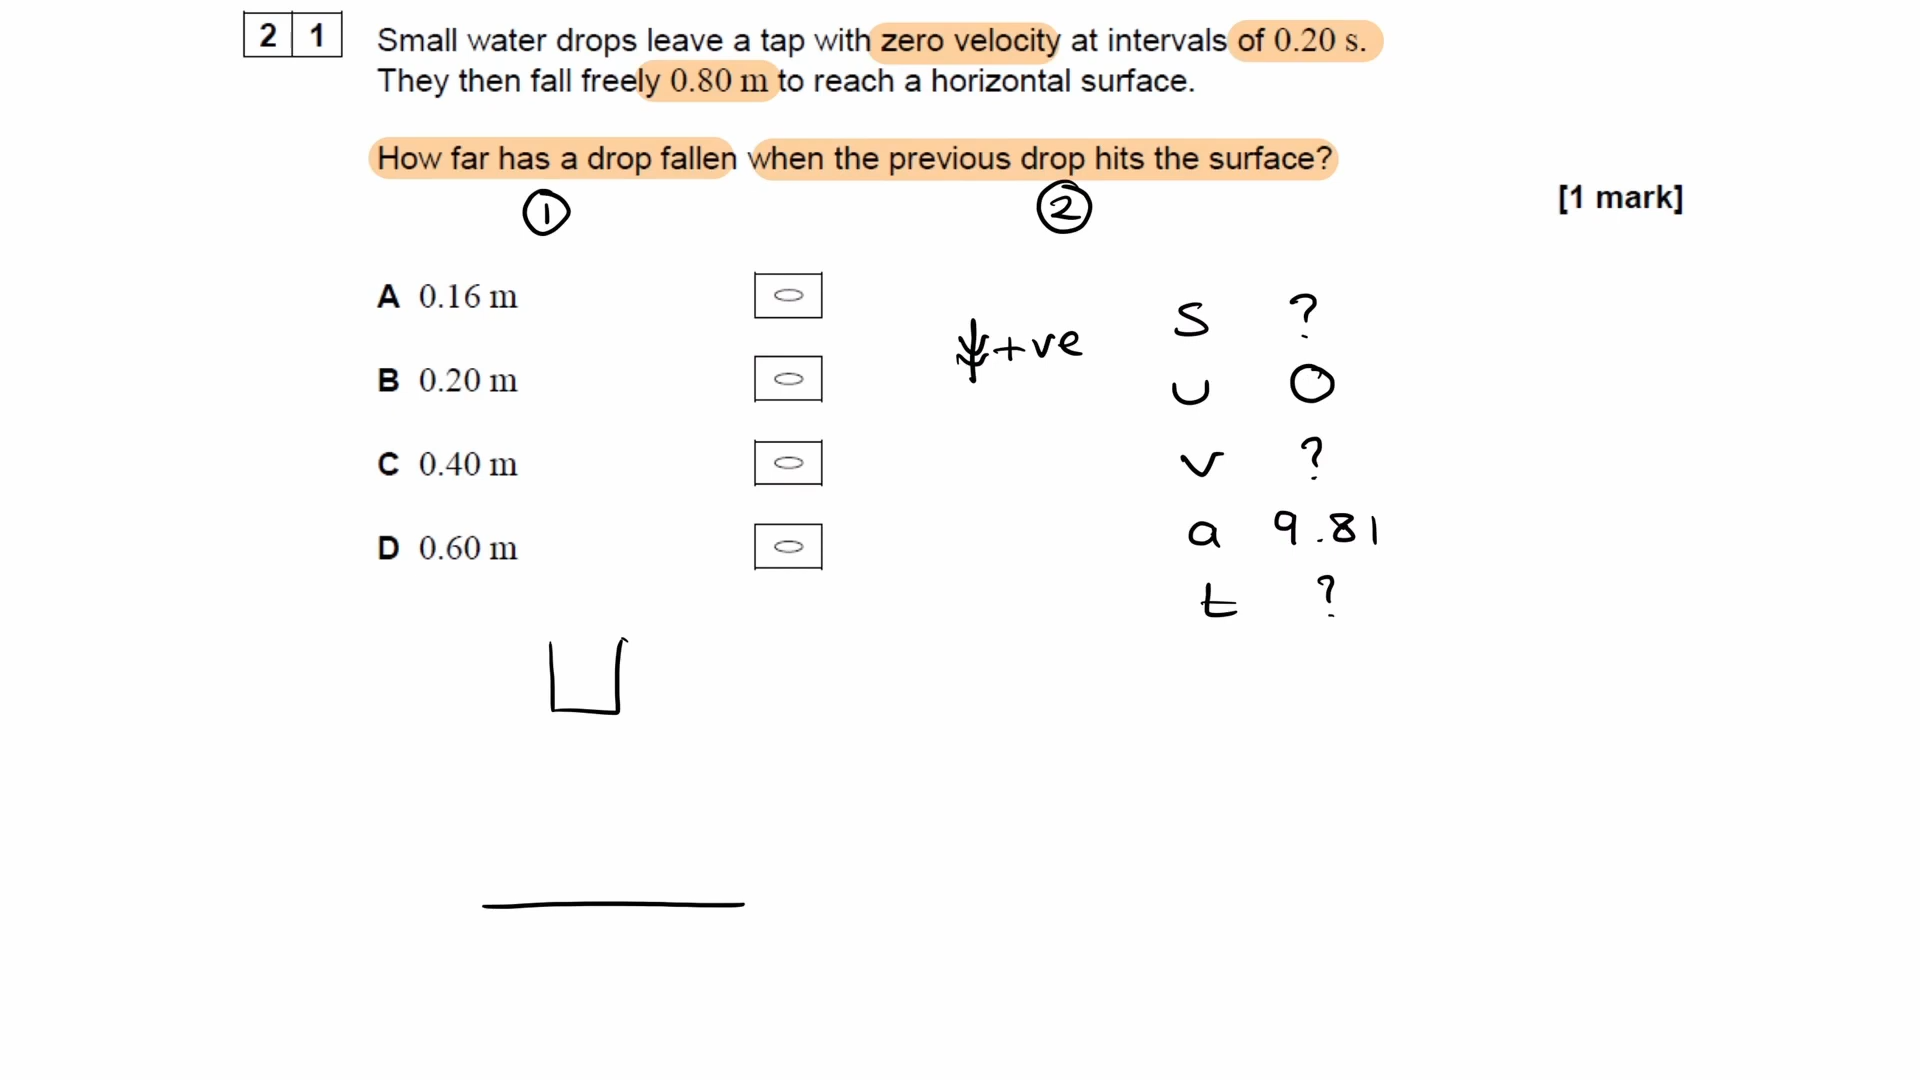 2 1
Small water drops leave a tap with zero velocity at intervals of 0.20 s.
They then fall freely 0.80 m to reach a horizontal surface.
How far has a drop fallen when the previous drop hits the surface?
1 2
[1 mark]
A 0.16 m
B 0.20 m
C 0.40 m
D 0.60 m
+ve
s ?
u 0
v ?
a 9.81
t ?